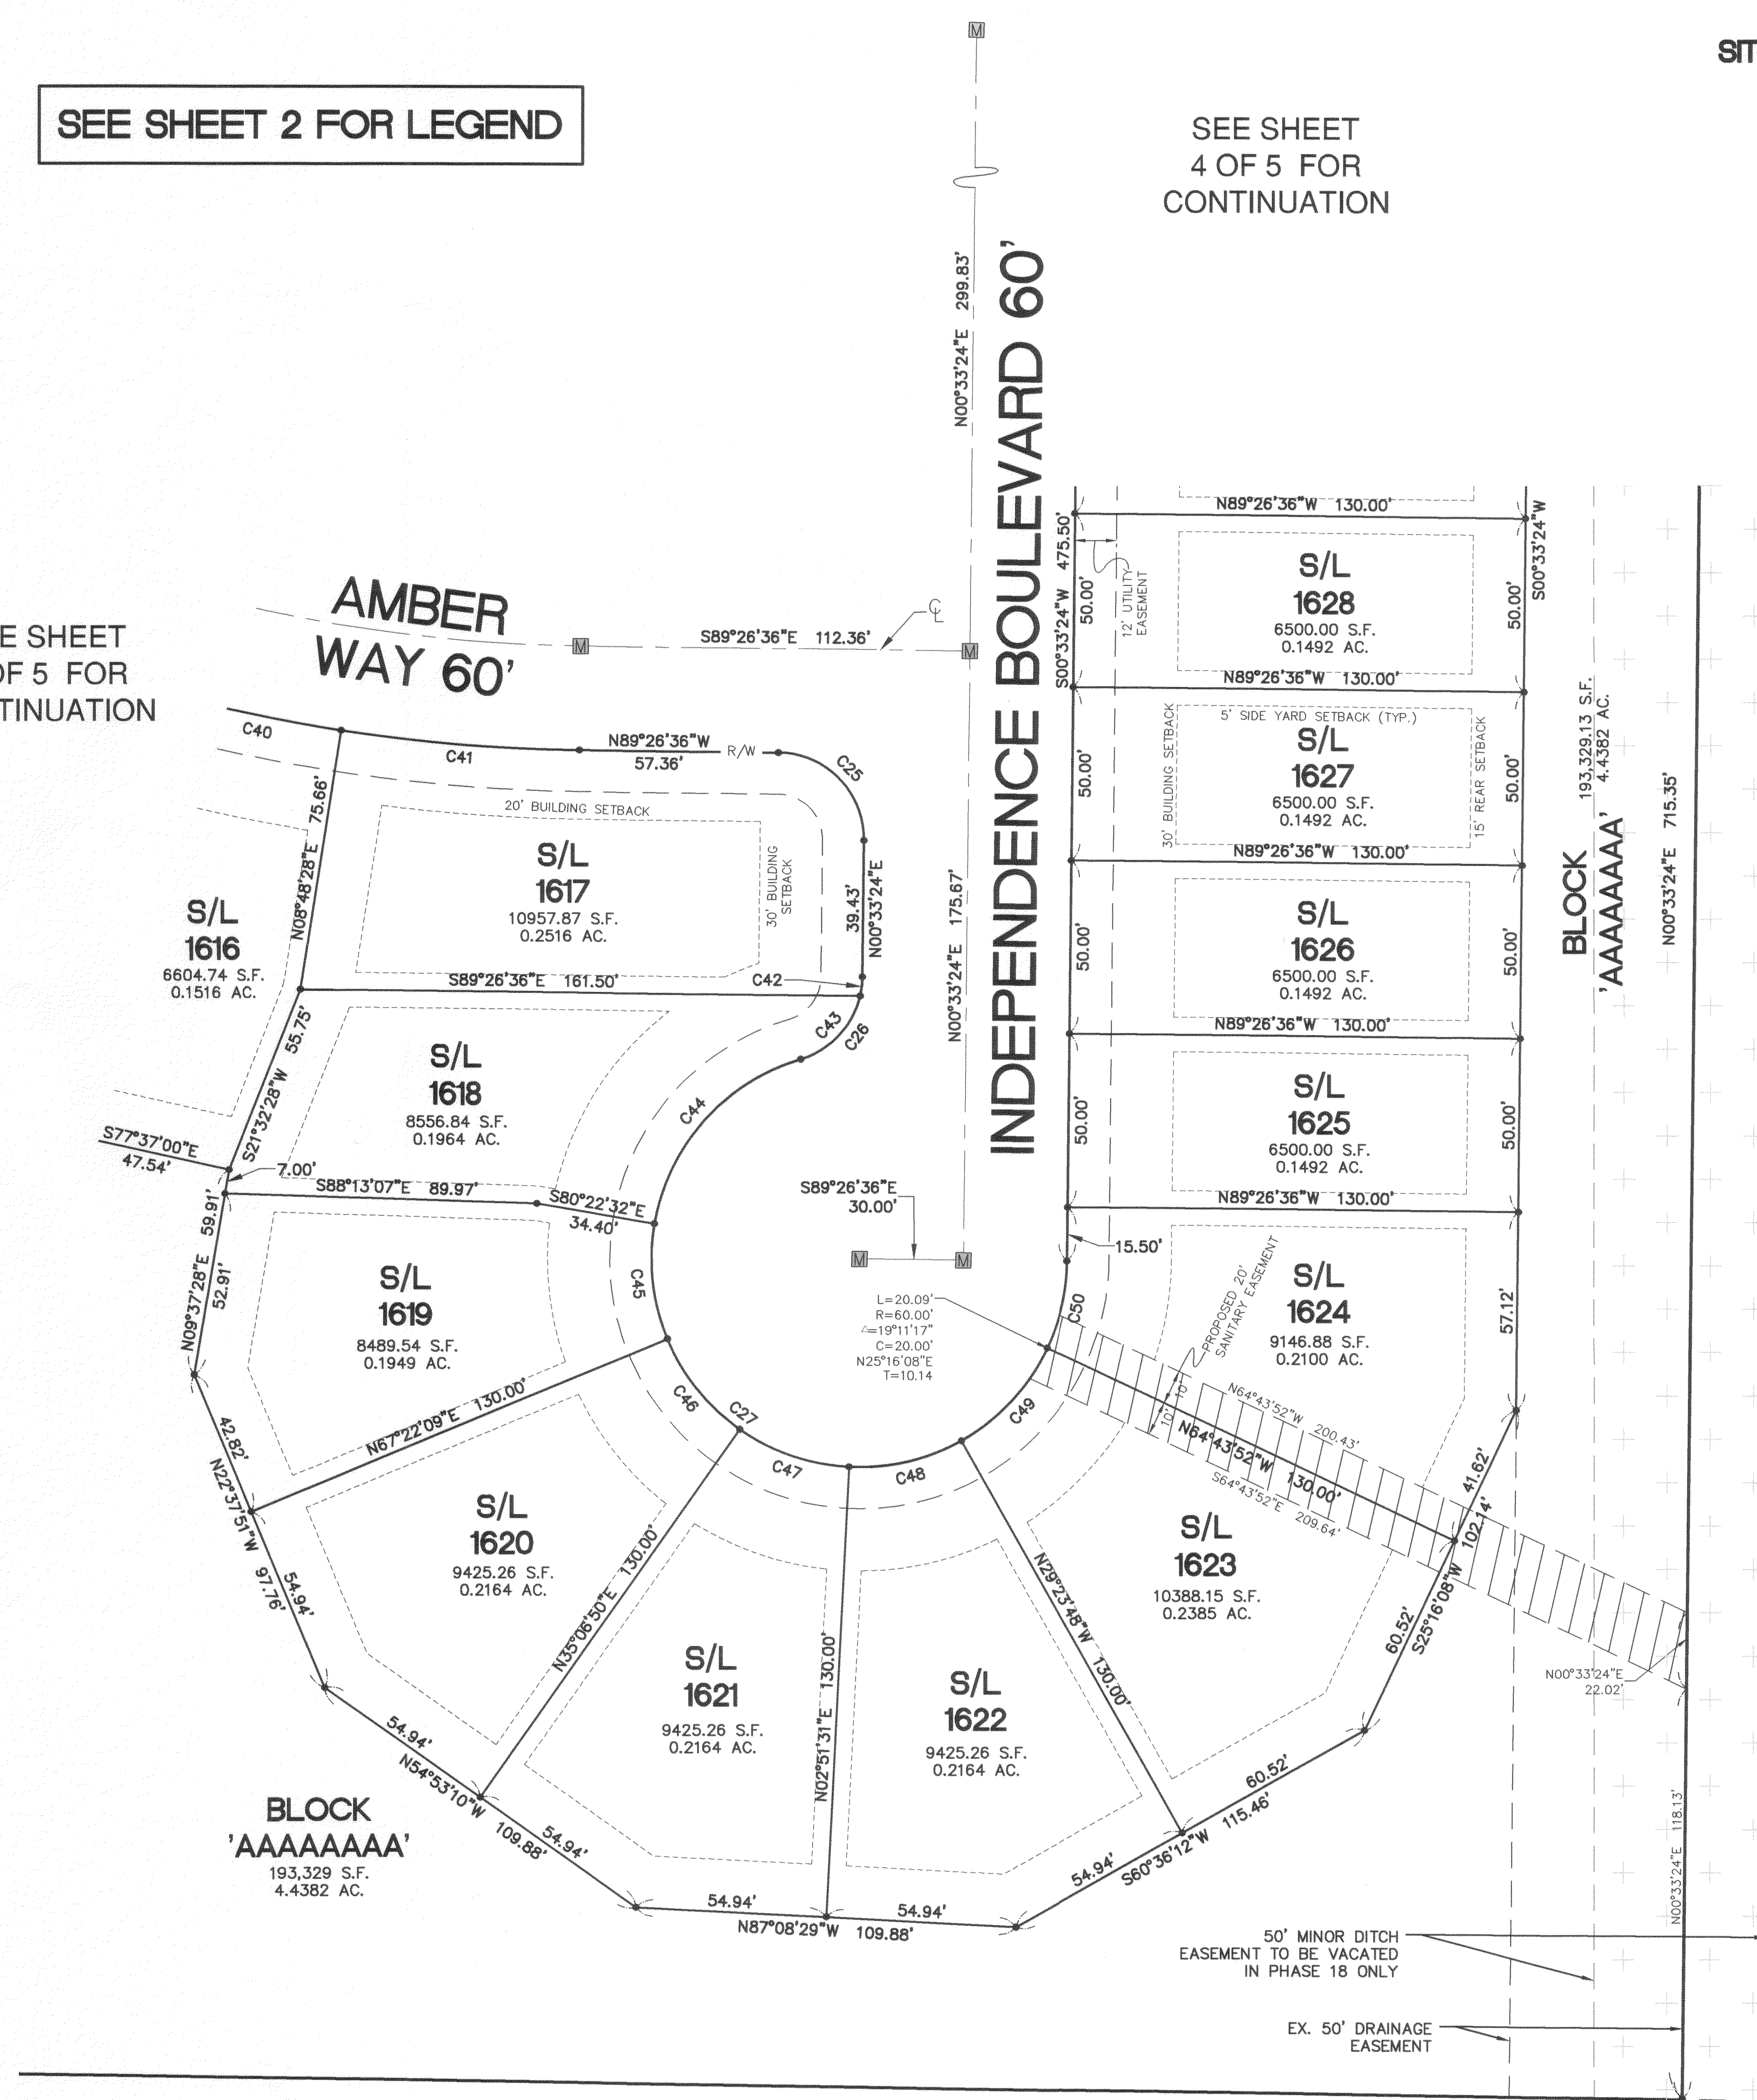 SIT
SEE SHEET 2 FOR LEGEND
SEE SHEET
4 OF 5 FOR
CONTINUATION
M
N00°33'24"E 299.83'
INDEPENDENCE BOULEVARD 60'
N89°26'36"W 130.00'
S00°33'24"W 475.50'
50.00'
12' UTILITY
EASEMENT
S/L
1628
6500.00 S.F.
0.1492 AC.
50.00'
S00°33'24"W
AMBER
WAY 60'
M
S89°26'36"E 112.36'
CL
M
E SHEET
OF 5 FOR
TINUATION
N89°26'36"W 130.00'
5' SIDE YARD SETBACK (TYP.)
30' BUILDING SETBACK
15' REAR SETBACK
S/L
1627
6500.00 S.F.
0.1492 AC.
50.00'
50.00'
BLOCK
'AAAAAAAA'
193,329.13 S.F.
4.4382 AC.
N00°33'24"E 715.35'
C40
C41
N89°26'36"W
57.36'
R/W
C25
20' BUILDING SETBACK
30' BUILDING
SETBACK
N08°48'28"E 75.66'
S/L
1617
10957.87 S.F.
0.2516 AC.
39.43'
N00°33'24"E
N00°33'24"E 175.67'
N89°26'36"W 130.00'
S/L
1626
6500.00 S.F.
0.1492 AC.
50.00'
50.00'
S/L
1616
6604.74 S.F.
0.1516 AC.
S89°26'36"E 161.50'
C42
C43
C26
N89°26'36"W 130.00'
S/L
1625
6500.00 S.F.
0.1492 AC.
50.00'
50.00'
S21°32'28"W 55.75'
S/L
1618
8556.84 S.F.
0.1964 AC.
C44
S77°37'00"E
47.54'
7.00'
S88°13'07"E 89.97'
S80°22'32"E
34.40'
S89°26'36"E
30.00'
M
M
N89°26'36"W 130.00'
15.50'
PROPOSED 20'
SANITARY EASEMENT
S/L
1624
9146.88 S.F.
0.2100 AC.
57.12'
N09°37'28"E 59.91'
52.91'
S/L
1619
8489.54 S.F.
0.1949 AC.
C45
L=20.09'
R=60.00'
△=19°11'17"
C=20.00'
N25°16'08"E
T=10.14
C50
10'
10'
N64°43'52"W 200.43'
N64°43'52"W 130.00'
S64°43'52"E 209.64'
41.62'
102.14'
S25°16'08"W
60.52'
N67°22'09"E 130.00'
C46
C27
C47
C48
C49
42.82'
N22°37'51"W 97.76'
54.94'
S/L
1620
9425.26 S.F.
0.2164 AC.
N35°06'50"E 130.00'
S/L
1621
9425.26 S.F.
0.2164 AC.
N02°51'31"E 130.00'
S/L
1622
9425.26 S.F.
0.2164 AC.
N29°23'48"W 130.00'
S/L
1623
10388.15 S.F.
0.2385 AC.
N00°33'24"E
22.02'
54.94'
N54°53'10"W 109.88'
54.94'
60.52'
S60°36'12"W 115.46'
54.94'
BLOCK
'AAAAAAAA'
193,329 S.F.
4.4382 AC.
54.94'
54.94'
N87°08'29"W 109.88'
N00°33'24"E 118.13'
50' MINOR DITCH
EASEMENT TO BE VACATED
IN PHASE 18 ONLY
EX. 50' DRAINAGE
EASEMENT